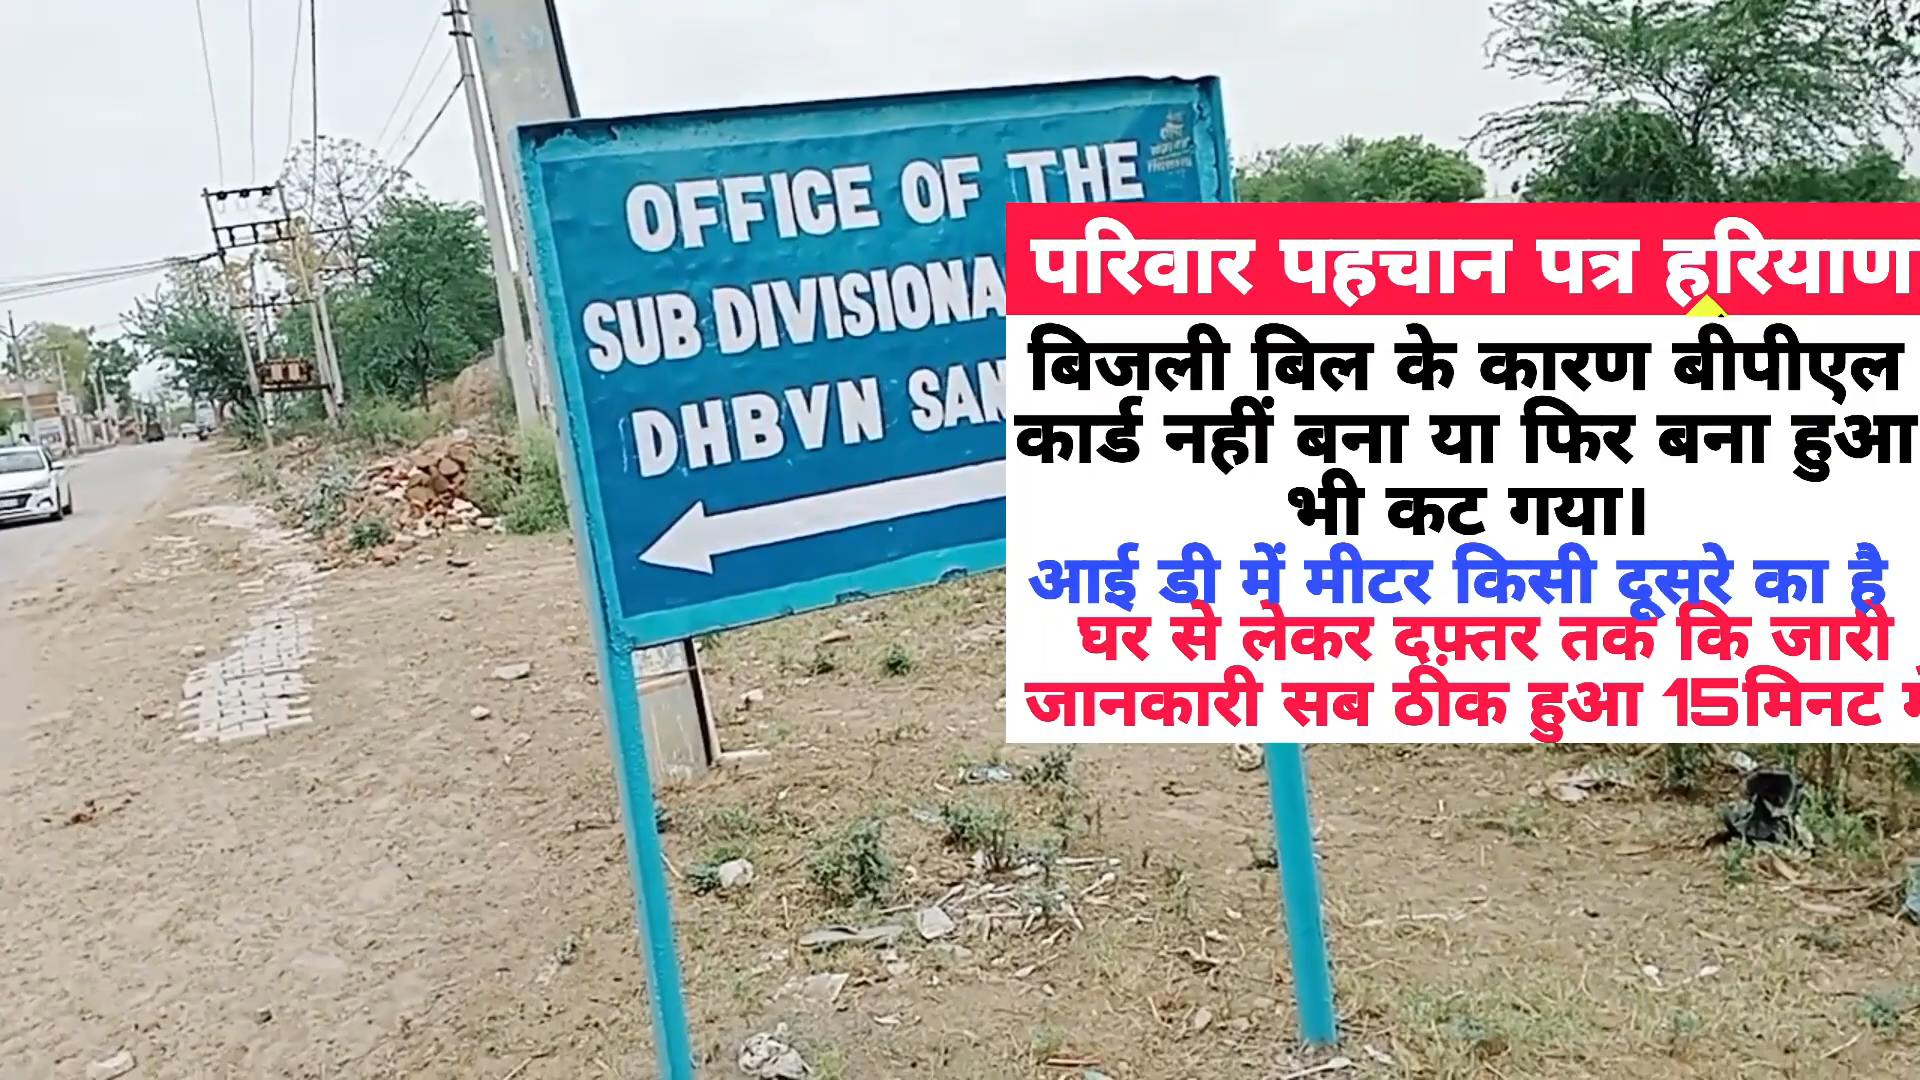 OFFICE OF THE
SUB DIVISIONA
DHBVN SAN
परिवार पहचान पत्र हरियाण
बिजली बिल के कारण बीपीएल
कार्ड नहीं बना या फिर बना हुआ
भी कट गया।
आई डी में मीटर किसी दूसरे का है
घर से लेकर दफ़्तर तक कि जारी
जानकारी सब ठीक हुआ 15मिनट में